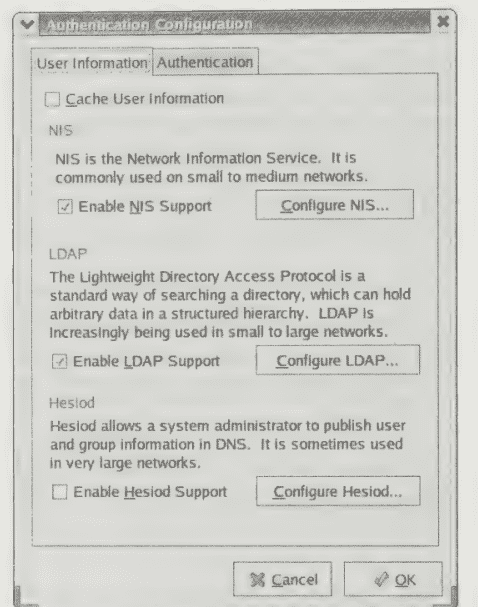 Authentication Configuration
User Information Authentication
Cache User Information
NIS
NIS is the Network Information Service. It is
commonly used on small to medium networks.
Enable NIS Support Configure NIS...
LDAP
The Lightweight Directory Access Protocol is a
standard way of searching a directory, which can hold
arbitrary data in a structured hierarchy. LDAP is
increasingly being used in small to large networks.
Enable LDAP Support Configure LDAP...
Hesiod
Hesiod allows a system administrator to publish user
and group information in DNS. It is sometimes used
in very large networks.
Enable Hesiod Support Configure Hesiod...
Cancel OK